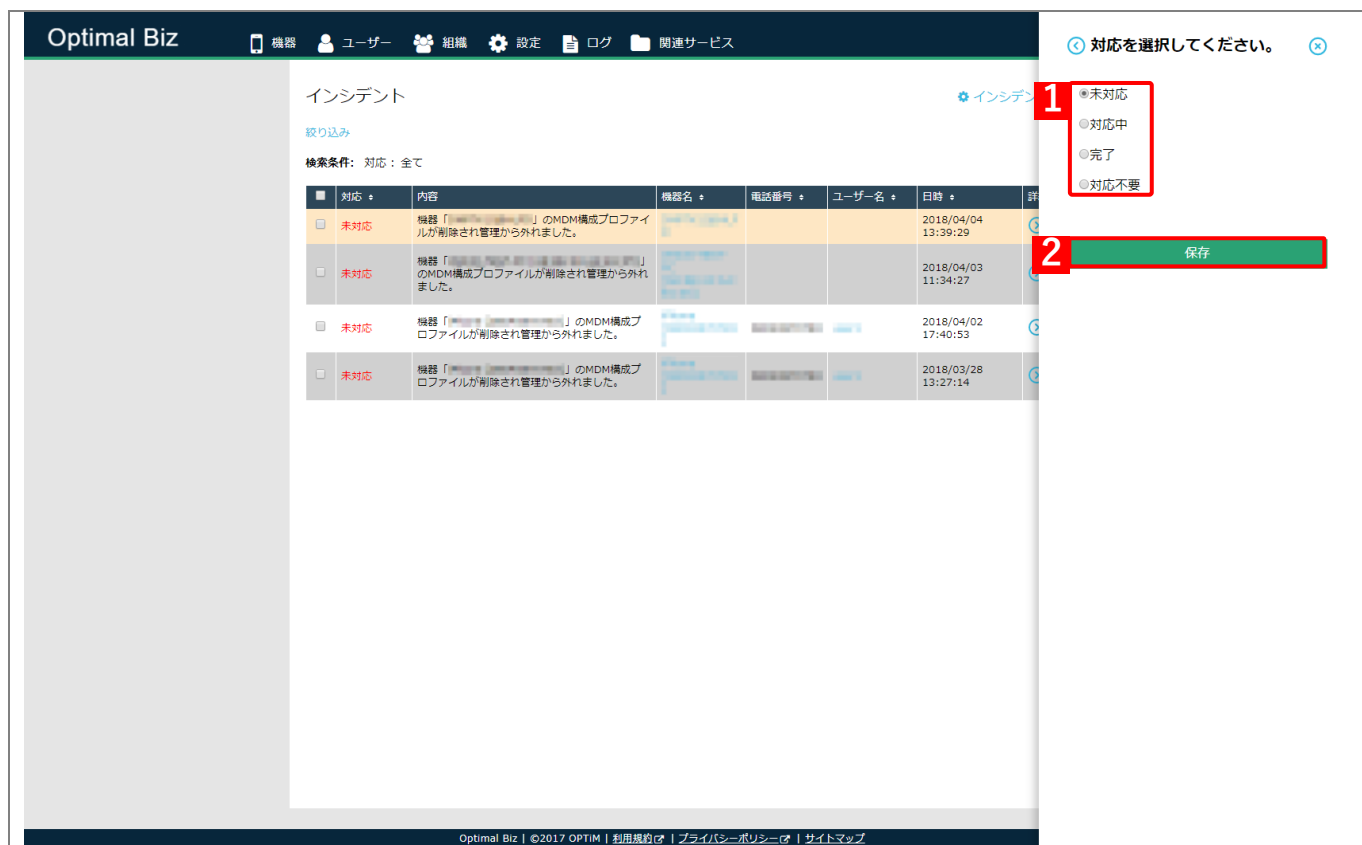 Optimal Biz
機器 ユーザー 組織 設定 ログ 関連サービス
対応を選択してください。
インシデント
インシデン
1
未対応
対応中
完了
対応不要
絞り込み
検索条件: 対応 : 全て
対応 内容 機器名 電話番号 ユーザー名 日時 詳
未対応 機器「 」のMDM構成プロファイ
ルが削除され管理から外れました。
2018/04/04
13:39:29
2
保存
未対応 機器「 」
のMDM構成プロファイルが削除され管理から外れ
ました。
2018/04/03
11:34:27
未対応 機器「 」のMDM構成プ
ロファイルが削除され管理から外れました。
2018/04/02
17:40:53
未対応 機器「 」のMDM構成プ
ロファイルが削除され管理から外れました。
2018/03/28
13:27:14
Optimal Biz | ©2017 OPTiM | 利用規約 | プライバシーポリシー | サイトマップ